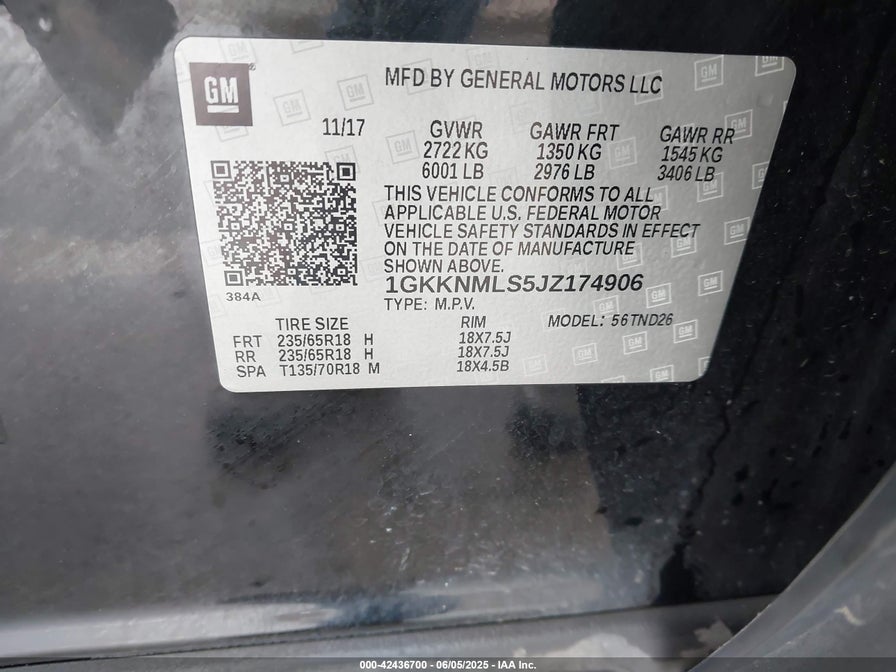 GM
MFD BY GENERAL MOTORS LLC
11/17 GVWR GAWR FRT GAWR RR
2722 KG 1350 KG 1545 KG
6001 LB 2976 LB 3406 LB
THIS VEHICLE CONFORMS TO ALL
APPLICABLE U.S. FEDERAL MOTOR
VEHICLE SAFETY STANDARDS IN EFFECT
ON THE DATE OF MANUFACTURE
SHOWN ABOVE.
1GKKNMLS5JZ174906
384A
TYPE: M.P.V.
TIRE SIZE RIM MODEL: 56TND26
FRT 235/65R18 H 18X7.5J
RR 235/65R18 H 18X7.5J
SPA T135/70R18 M 18X4.5B
000-42436700 - 06/05/2025 - IAA Inc.